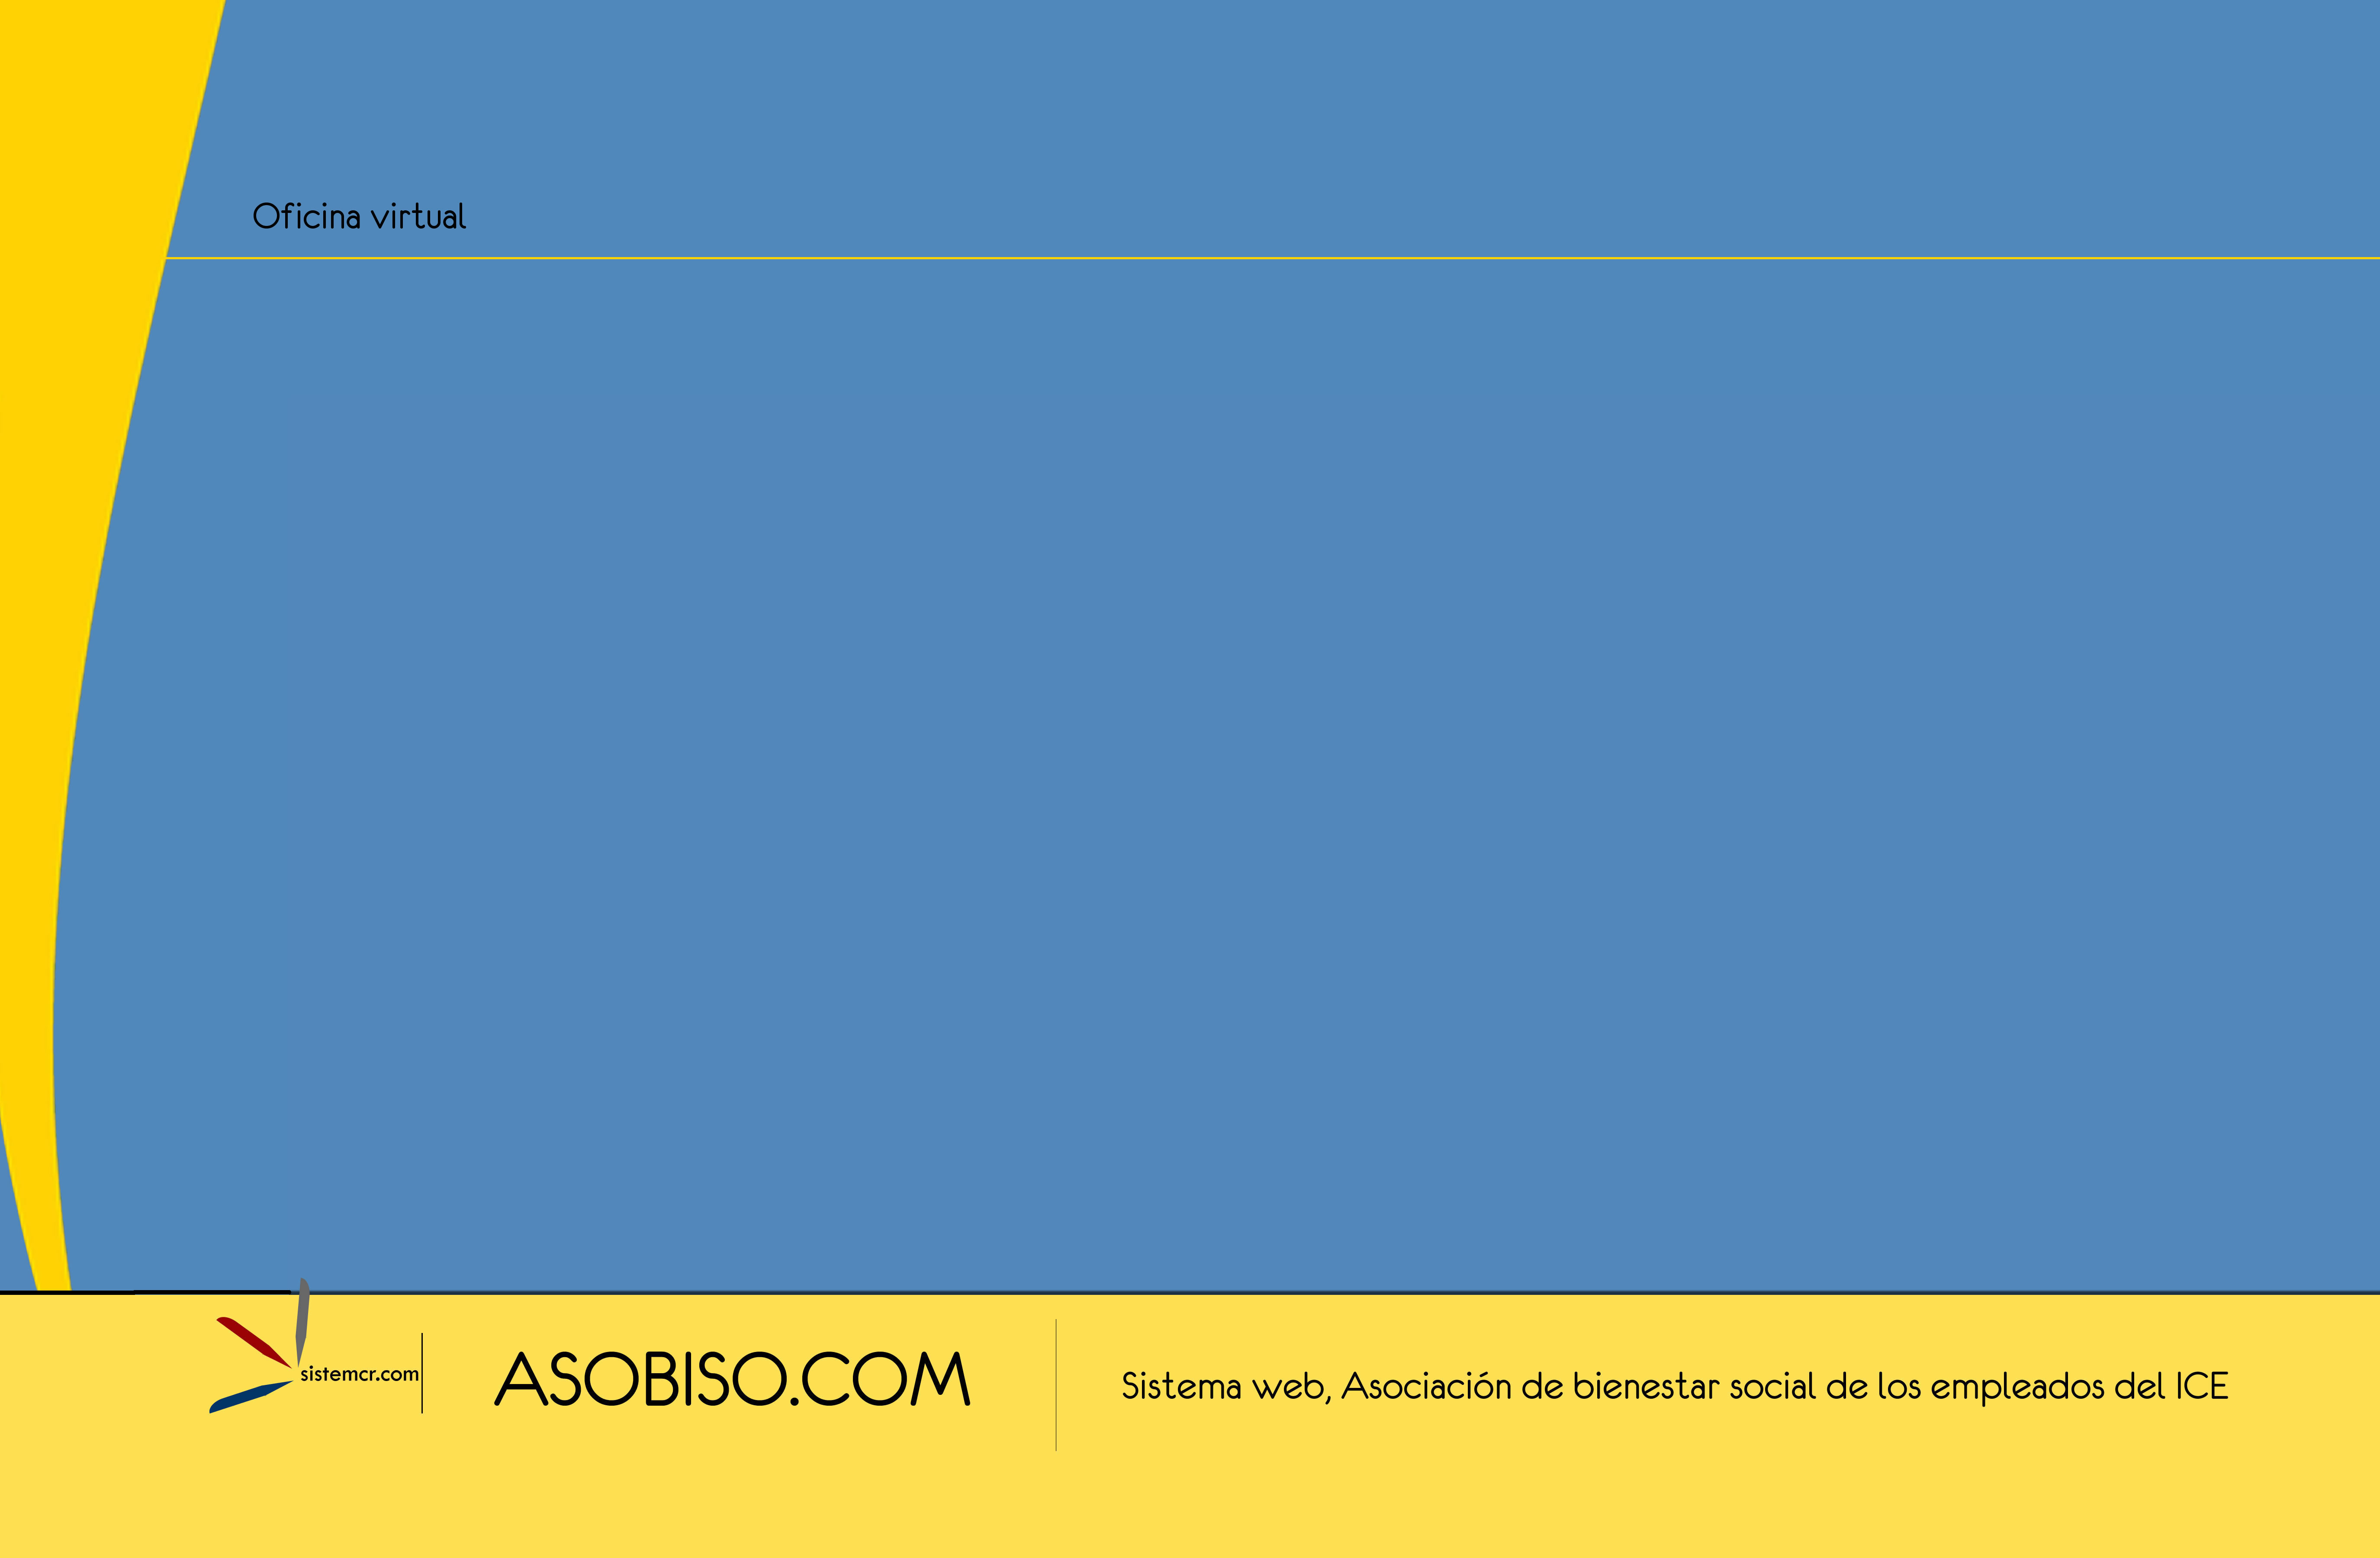 Oficina virtual
sistemcr.com
ASOBISO.COM
Sistema web, Asociación de bienestar social de los empleados del ICE